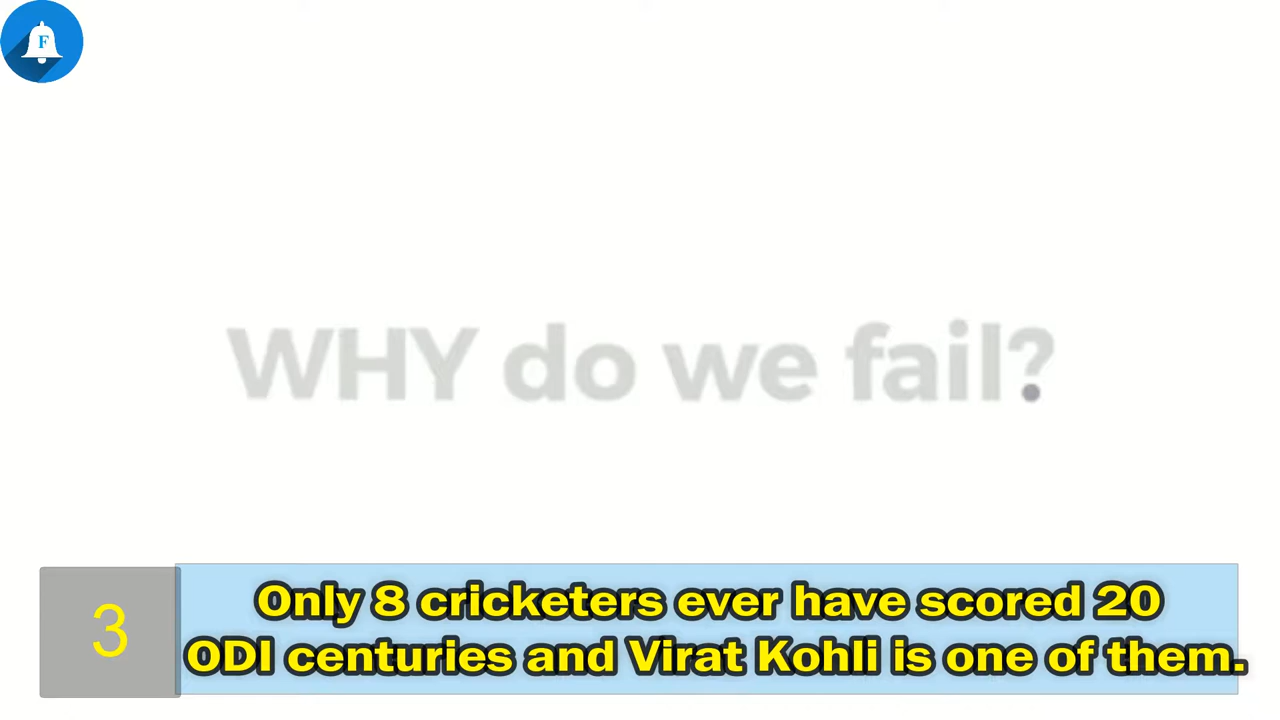 F
WHY do we fail?
3
Only 8 cricketers ever have scored 20
ODI centuries and Virat Kohli is one of them.